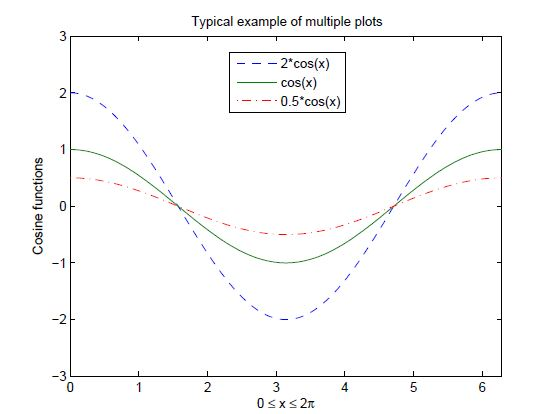 Typical example of multiple plots
3
2
1
0
−1
−2
−3
Cosine functions
2*cos(x)
cos(x)
0.5*cos(x)
0 1 2 3 4 5 6
0 ≤ x ≤ 2π